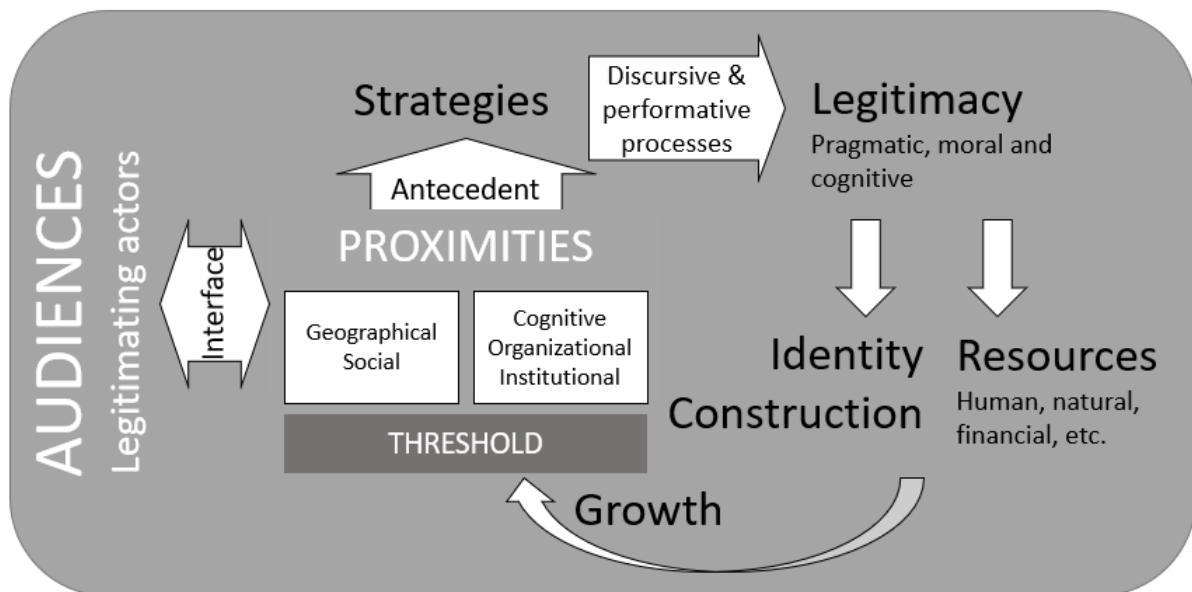 AUDIENCES
Legitimating actors
Interface
Strategies
Antecedent
PROXIMITIES
Geographical
Social
Cognitive
Organizational
Institutional
THRESHOLD
Discursive &
performative
processes
Legitimacy
Pragmatic, moral and
cognitive
Identity
Construction
Resources
Human, natural,
financial, etc.
Growth